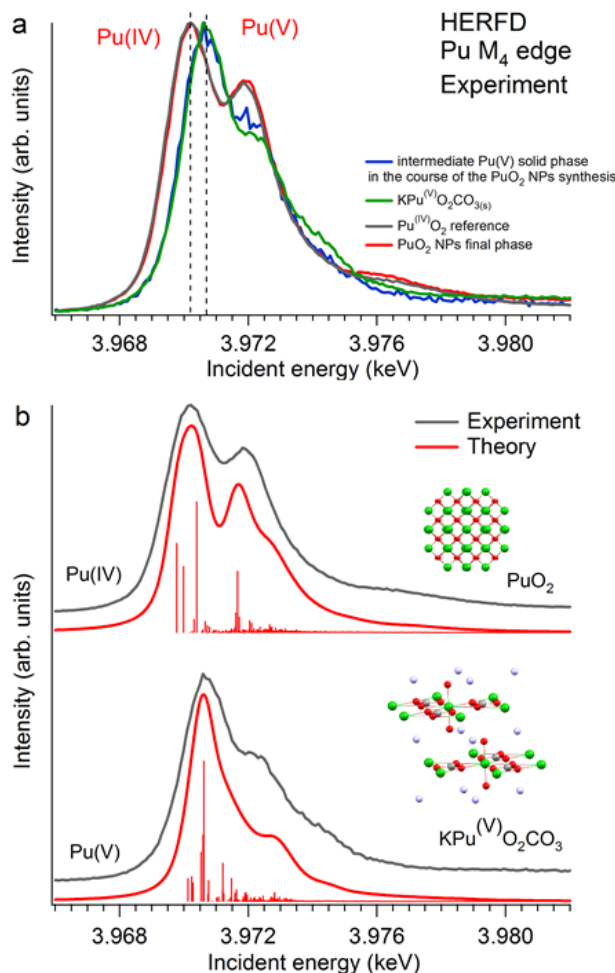 a
Pu(IV)
Pu(V)
HERFD
Pu M₄ edge
Experiment
intermediate Pu(V) solid phase
in the course of the PuO₂ NPs synthesis
KPu⁽ⱽ⁾O₂CO₃₍ₛ₎
Pu⁽ᴵⱽ⁾O₂ reference
PuO₂ NPs final phase
Intensity (arb. units)
3.968 3.972 3.976 3.980
Incident energy (keV)
b
Experiment
Theory
Pu(IV)
PuO₂
Intensity (arb. units)
Pu(V)
KPu⁽ⱽ⁾O₂CO₃
3.968 3.972 3.976 3.980
Incident energy (keV)